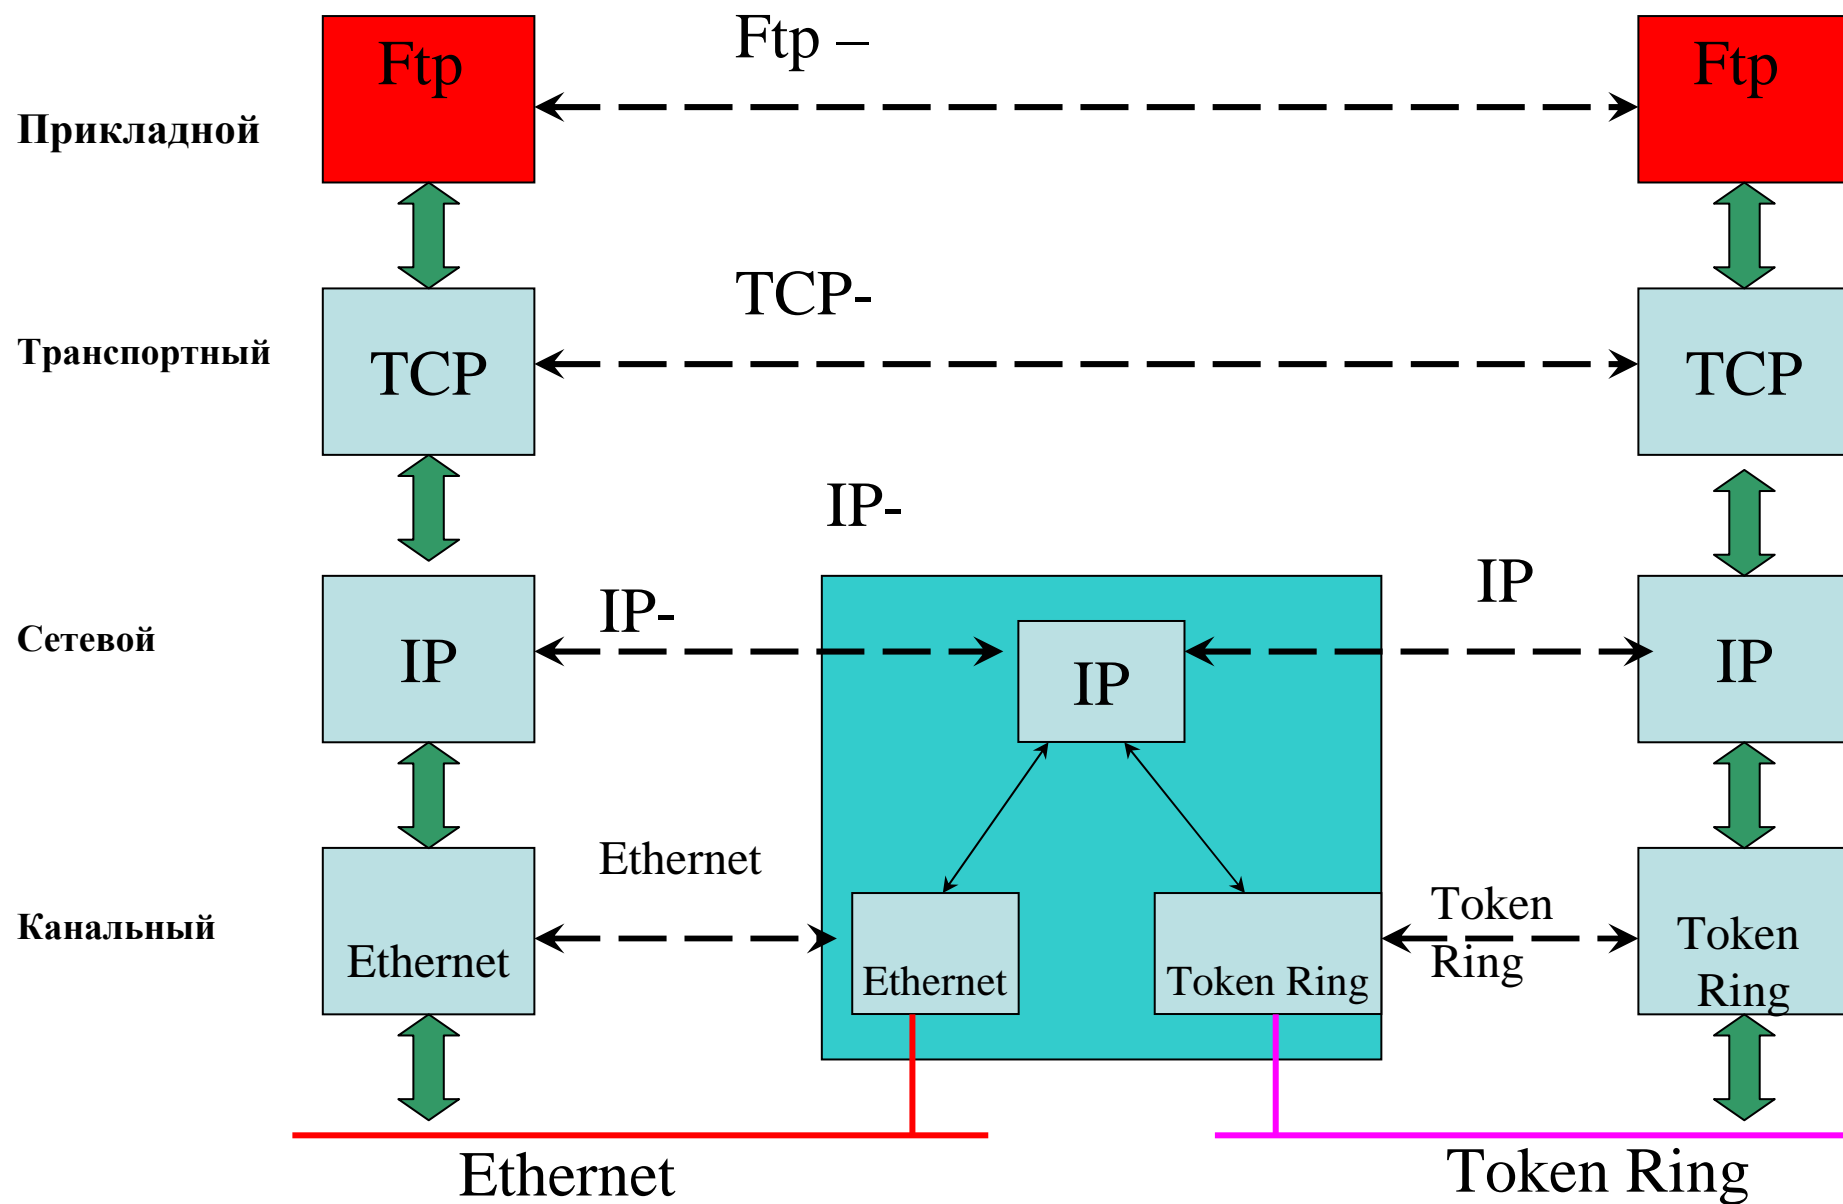 Ftp
Ftp –
Ftp
Прикладной
TCP-
Транспортный
TCP
TCP
IP-
IP-
IP
Сетевой
IP
IP
IP
Ethernet
Token
Ring
Канальный
Ethernet
Ethernet
Token Ring
Token
Ring
Ethernet
Token Ring